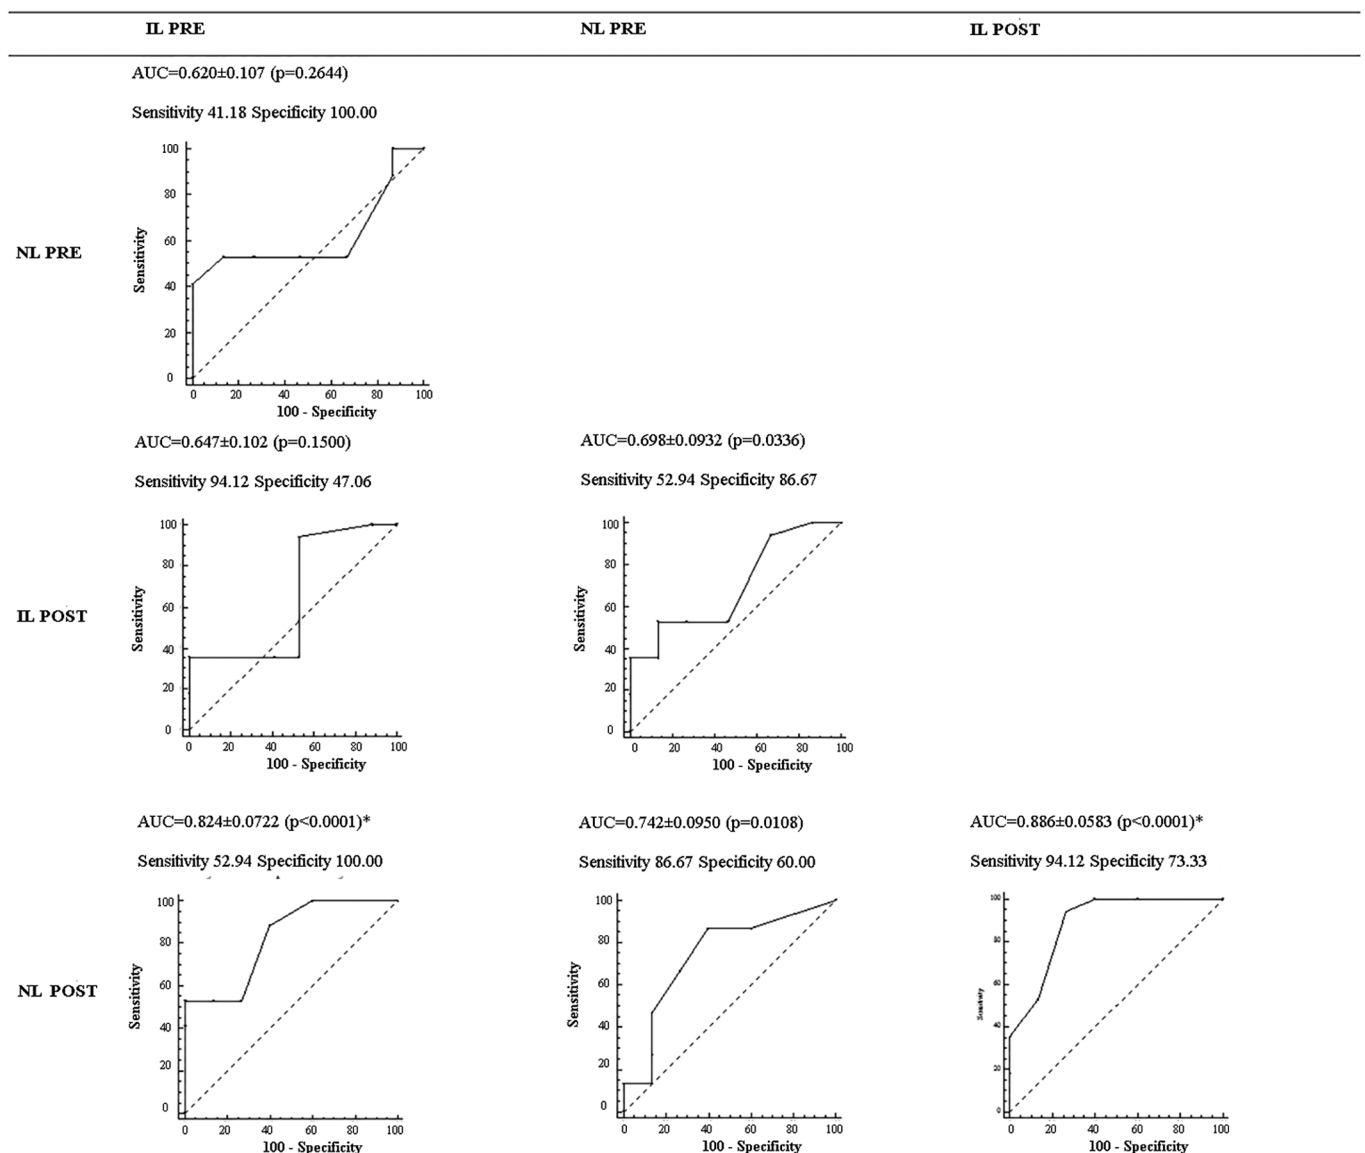 IL PRE NL PRE IL POST
AUC=0.620±0.107 (p=0.2644)
Sensitivity 41.18 Specificity 100.00
NL PRE
Sensitivity
100
80
60
40
20
0
0 20 40 60 80 100
100 - Specificity
AUC=0.647±0.102 (p=0.1500)
Sensitivity 94.12 Specificity 47.06
AUC=0.698±0.0932 (p=0.0336)
Sensitivity 52.94 Specificity 86.67
IL POST
Sensitivity
100
80
60
40
20
0
0 20 40 60 80 100
100 - Specificity
Sensitivity
100
80
60
40
20
0
0 20 40 60 80 100
100 - Specificity
AUC=0.824±0.0722 (p<0.0001)*
Sensitivity 52.94 Specificity 100.00
AUC=0.742±0.0950 (p=0.0108)
Sensitivity 86.67 Specificity 60.00
AUC=0.886±0.0583 (p<0.0001)*
Sensitivity 94.12 Specificity 73.33
NL POST
Sensitivity
100
80
60
40
20
0
0 20 40 60 80 100
100 - Specificity
Sensitivity
100
80
60
40
20
0
0 20 40 60 80 100
100 - Specificity
Sensitivity
100
80
60
40
20
0
0 20 40 60 80 100
100 - Specificity